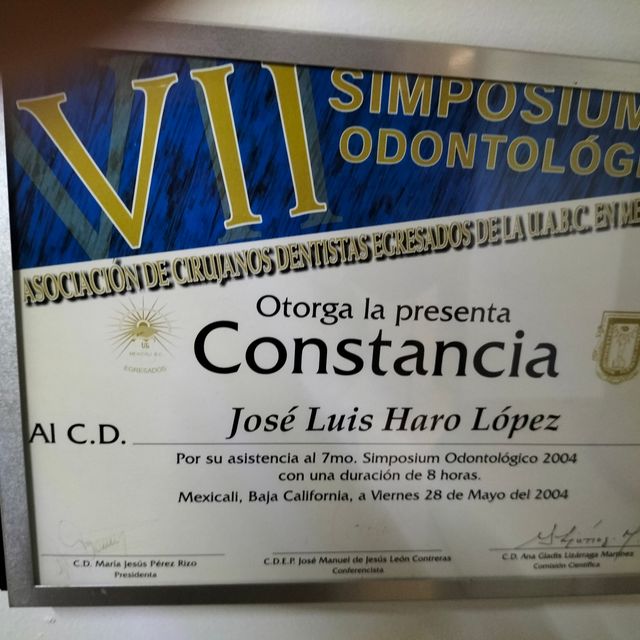 VII
SIMPOSIUM
ODONTOLÓGI
ASOCIACIÓN DE CIRUJANOS DENTISTAS EGRESADOS DE LA U.A.B.C. EN ME
Otorga la presenta
Constancia
MEXICALI B.C.
EGRESADOS
Al C.D. José Luis Haro López
Por su asistencia al 7mo. Simposium Odontológico 2004
con una duración de 8 horas.
Mexicali, Baja California, a Viernes 28 de Mayo del 2004
C.D. María Jesús Pérez Rizo
Presidenta
C.D.E.P. José Manuel de Jesús León Contreras
Conferencista
C.D. Ana Gladis Lizárraga Martínez
Comisión Científica